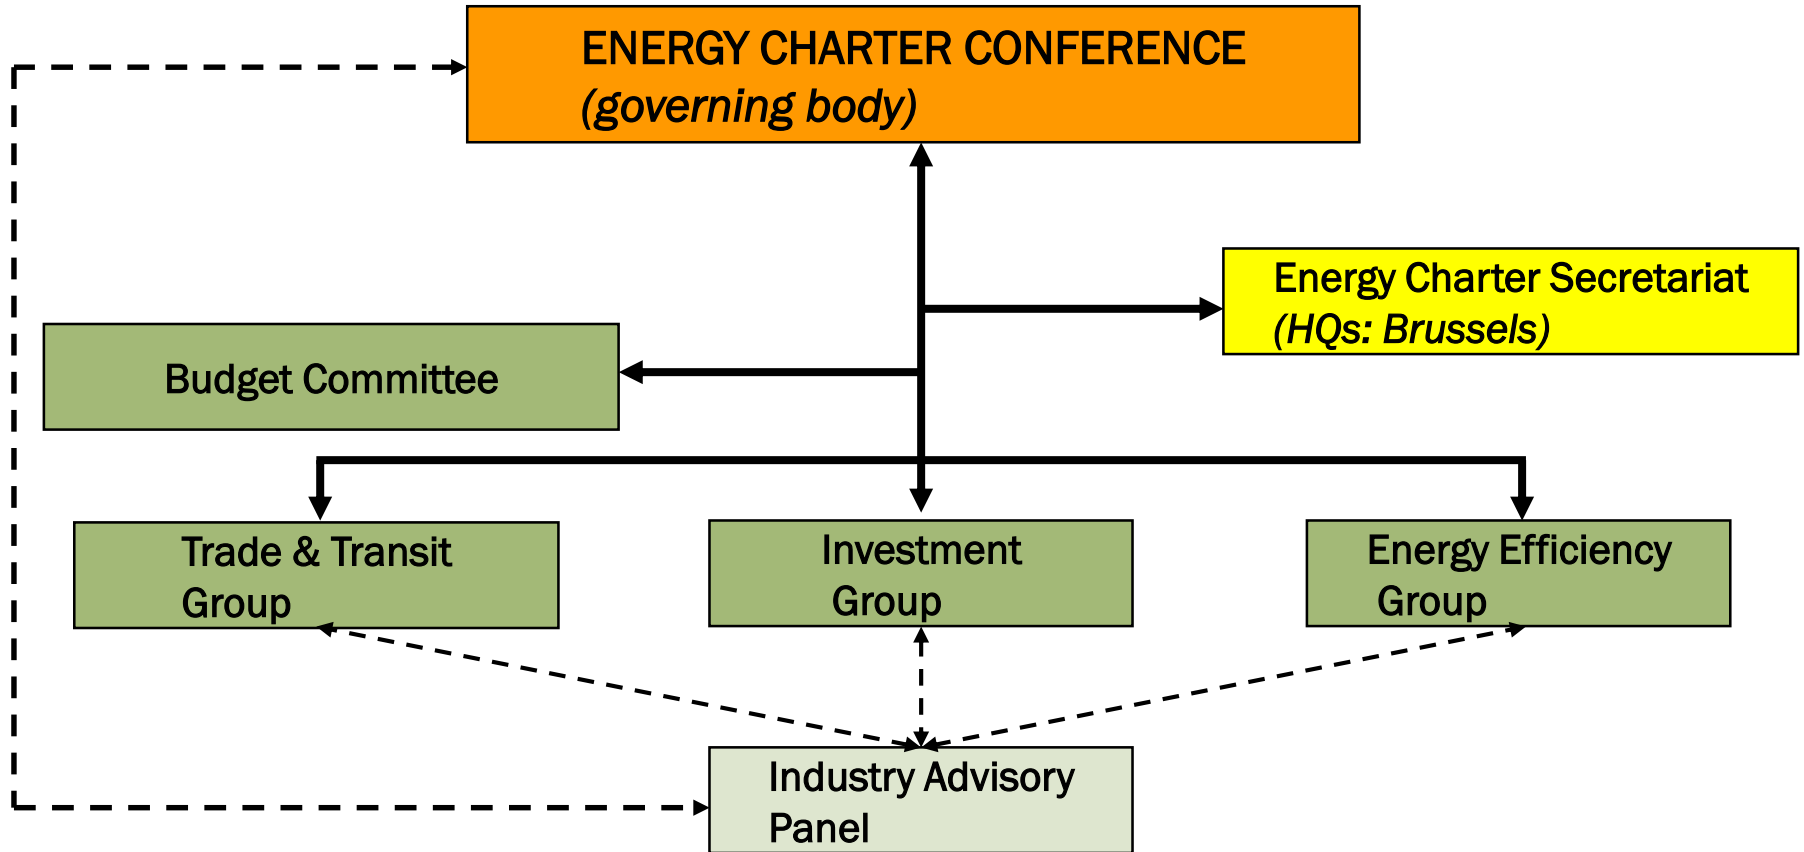 ENERGY CHARTER CONFERENCE
(governing body)
Energy Charter Secretariat
(HQs: Brussels)
Budget Committee
Trade & Transit
Group
Investment
Group
Energy Efficiency
Group
Industry Advisory
Panel